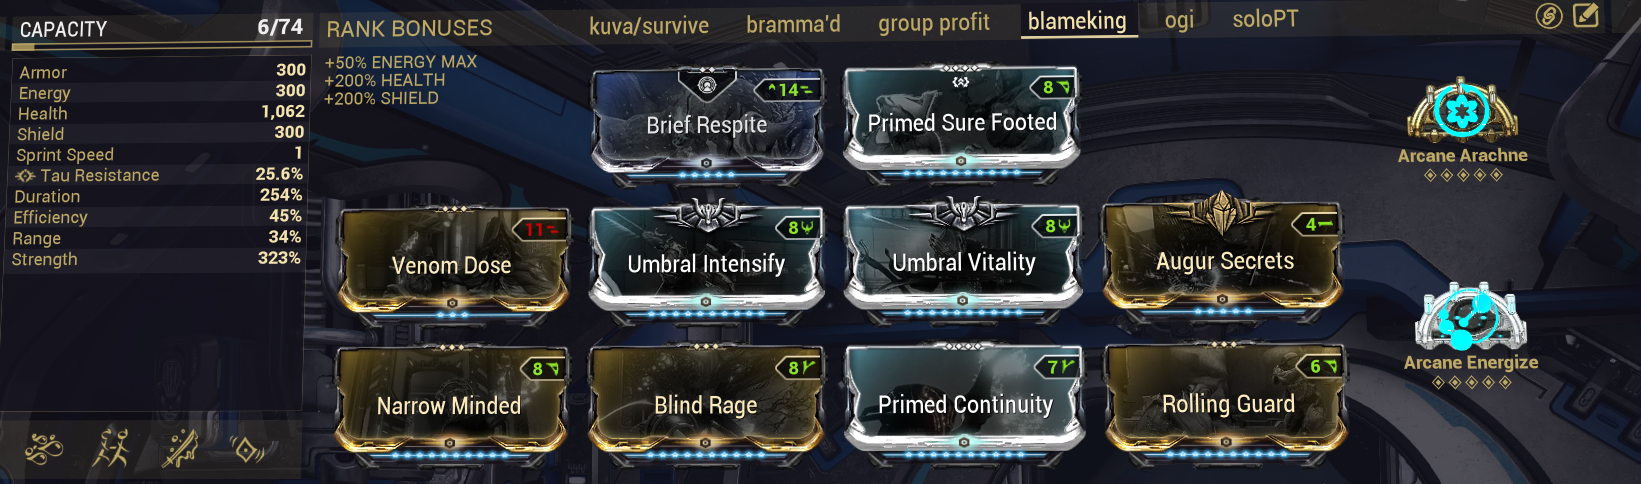 CAPACITY 6/74
RANK BONUSES
kuva/survive bramma'd group profit blameking ogi soloPT
+50% ENERGY MAX
+200% HEALTH
+200% SHIELD
Armor 300
Energy 300
Health 1,062
Shield 300
Sprint Speed 1
Tau Resistance 25.6%
Duration 254%
Efficiency 45%
Range 34%
Strength 323%
14
Brief Respite
8
Primed Sure Footed
Arcane Arachne
11
Venom Dose
8
Umbral Intensify
8
Umbral Vitality
4
Augur Secrets
8
Narrow Minded
8
Blind Rage
7
Primed Continuity
6
Rolling Guard
Arcane Energize